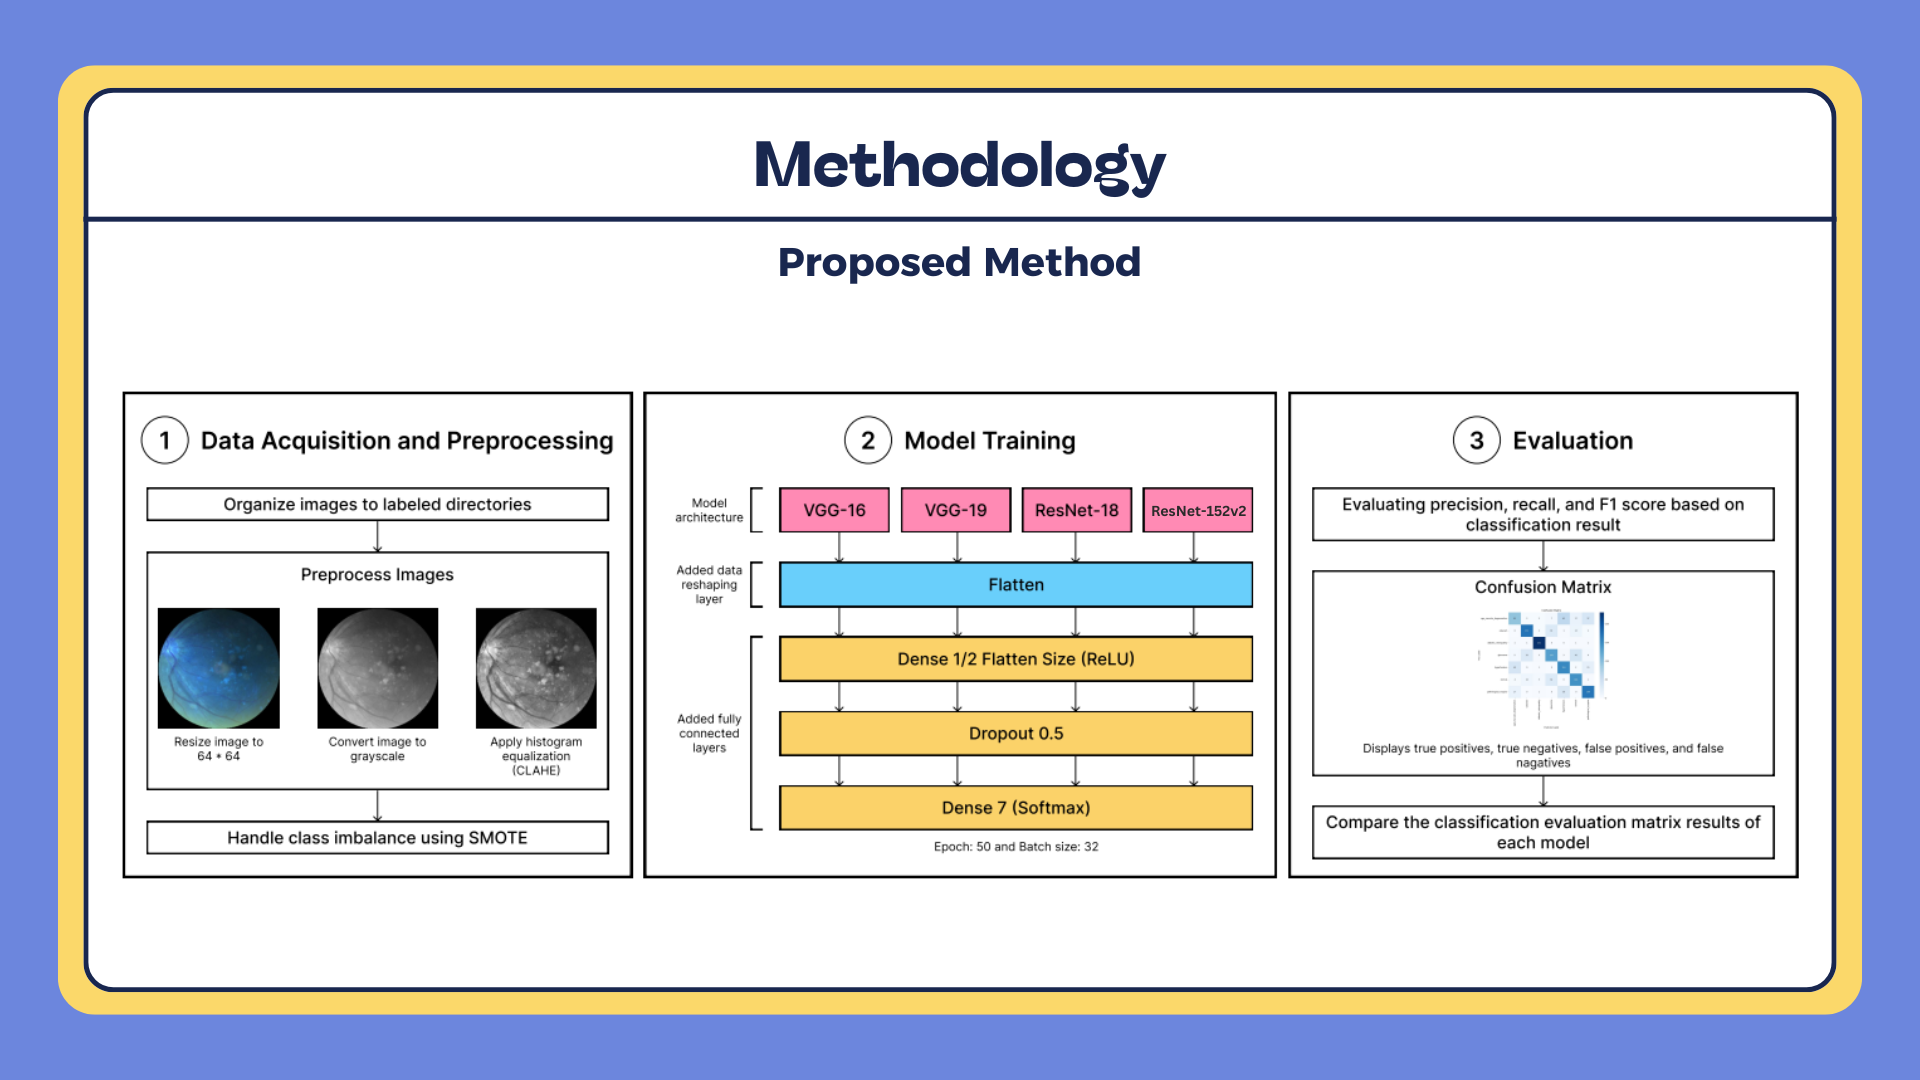 Methodology
Proposed Method
1 Data Acquisition and Preprocessing
Organize images to labeled directories
Preprocess Images
Resize image to
64 * 64
Convert image to
grayscale
Apply histogram
equalization
(CLAHE)
Handle class imbalance using SMOTE
2 Model Training
Model
architecture
VGG-16
VGG-19
ResNet-18
ResNet-152v2
Added data
reshaping
layer
Flatten
Added fully
connected
layers
Dense 1/2 Flatten Size (ReLU)
Dropout 0.5
Dense 7 (Softmax)
Epoch: 50 and Batch size: 32
3 Evaluation
Evaluating precision, recall, and F1 score based on
classification result
Confusion Matrix
Displays true positives, true negatives, false positives, and false
nagatives
Compare the classification evaluation matrix results of
each model